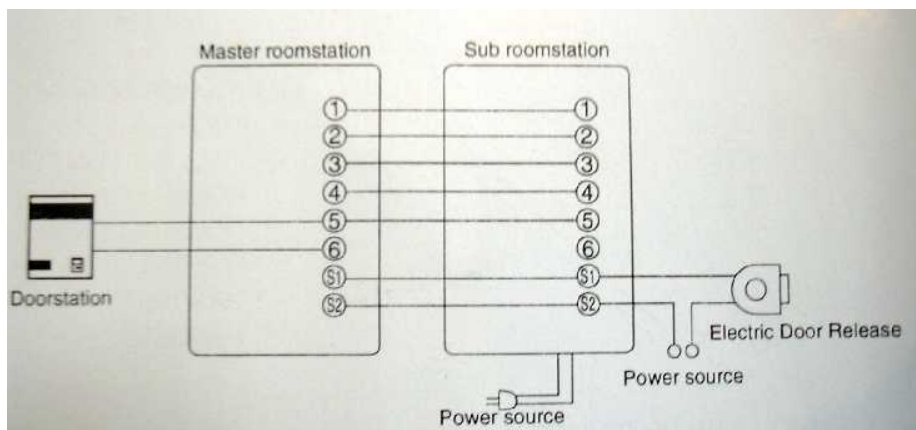 Master roomstation Sub roomstation
① ①
② ②
③ ③
④ ④
⑤ ⑤
⑥ ⑥
S1 S1
Doorstation S2 S2
Electric Door Release
Power source
Power source